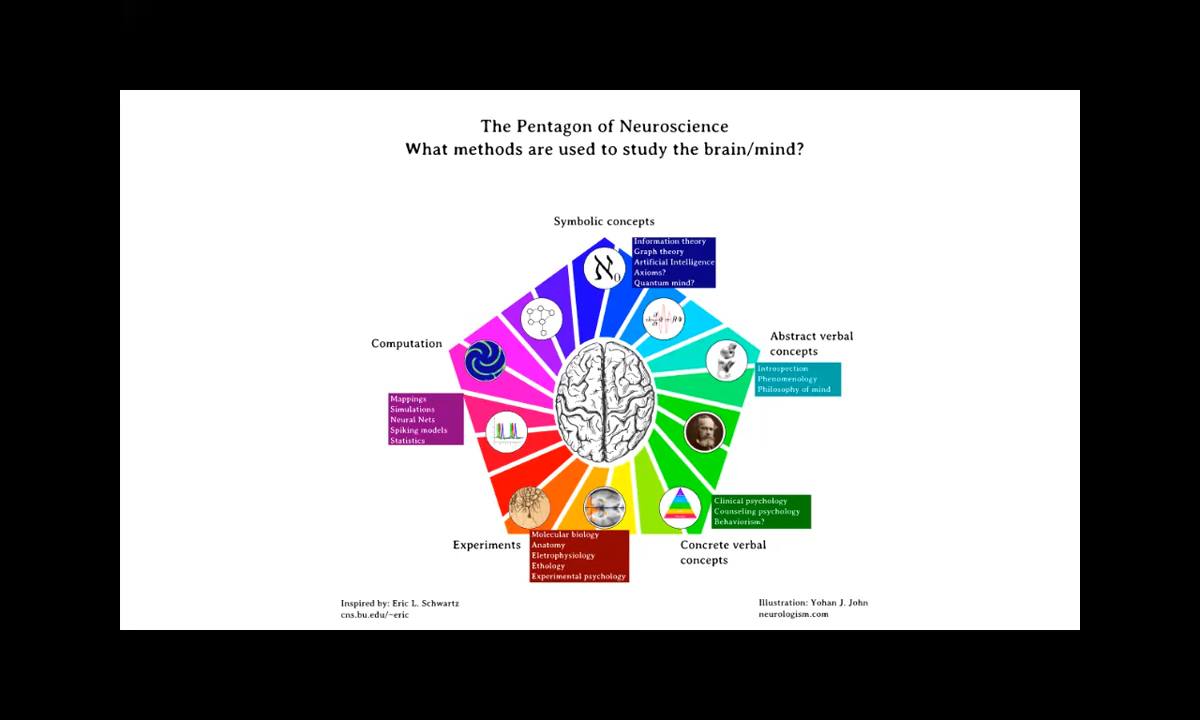 The Pentagon of Neuroscience
What methods are used to study the brain/mind?
Symbolic concepts
Information theory
Graph theory
Artificial Intelligence
Axioms?
Quantum mind?
ℵ0
Abstract verbal
concepts
Introspection
Phenomenology
Philosophy of mind
Computation
Mappings
Simulations
Neural Nets
Spiking models
Statistics
Clinical psychology
Counseling psychology
Behaviorism?
Concrete verbal
concepts
Experiments
Molecular biology
Anatomy
Eletrophysiology
Ethology
Experimental psychology
Inspired by: Eric L. Schwartz
cns.bu.edu/~eric
Illustration: Yohan J. John
neurologism.com